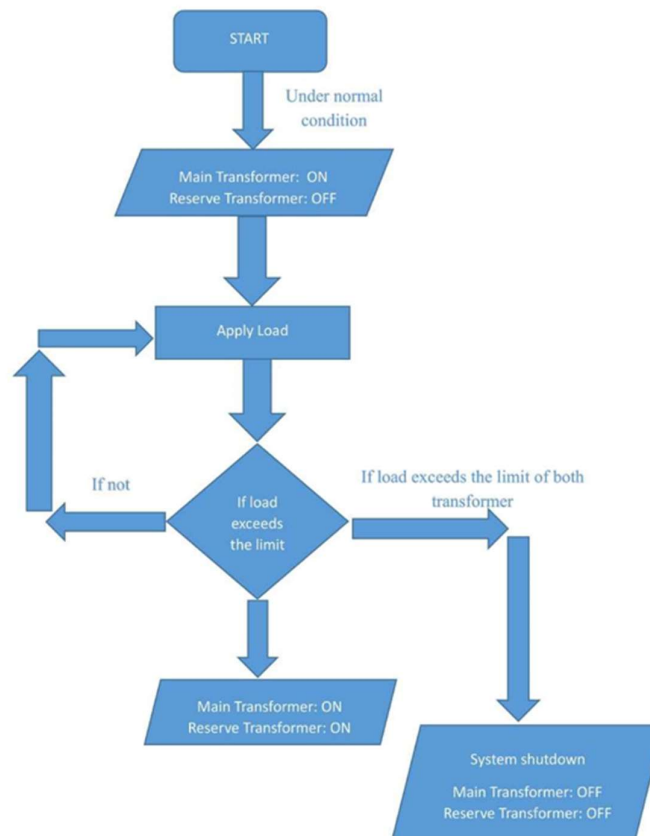 START
Under normal
condition
Main Transformer: ON
Reserve Transformer: OFF
Apply Load
If not
If load exceeds the limit of both
transformer
If load
exceeds
the limit
Main Transformer: ON
Reserve Transformer: ON
System shutdown
Main Transformer: OFF
Reserve Transformer: OFF